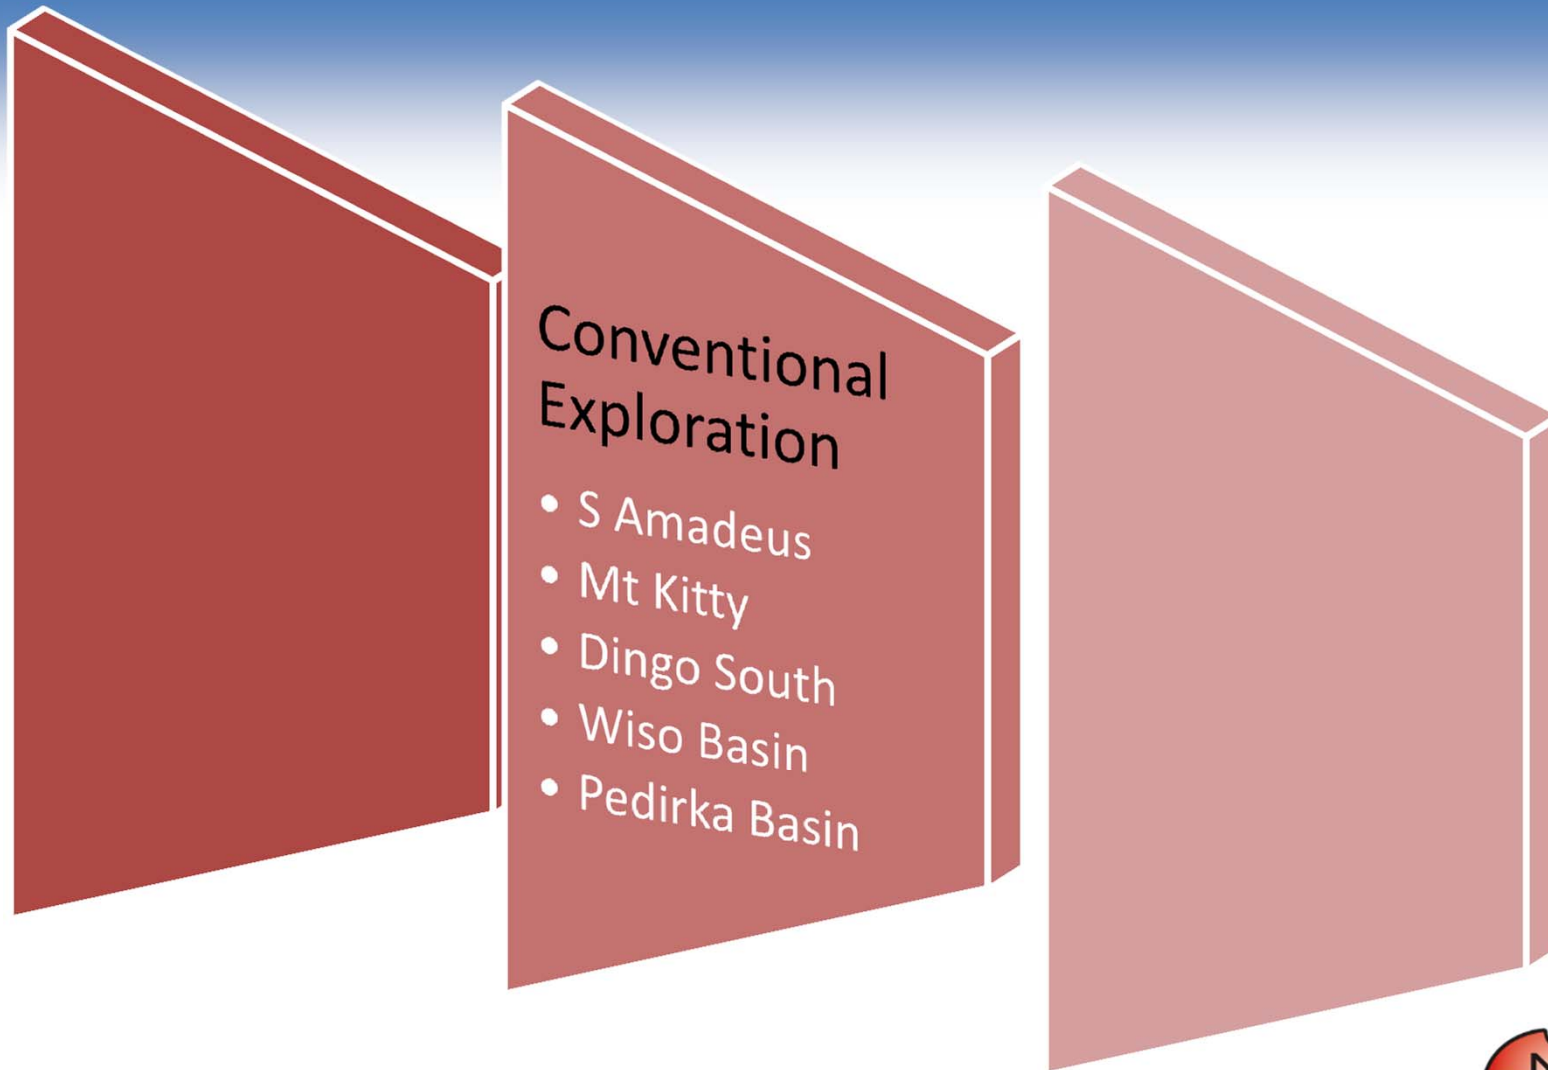 Conventional
Exploration
• S Amadeus
• Mt Kitty
• Dingo South
• Wiso Basin
• Pedirka Basin